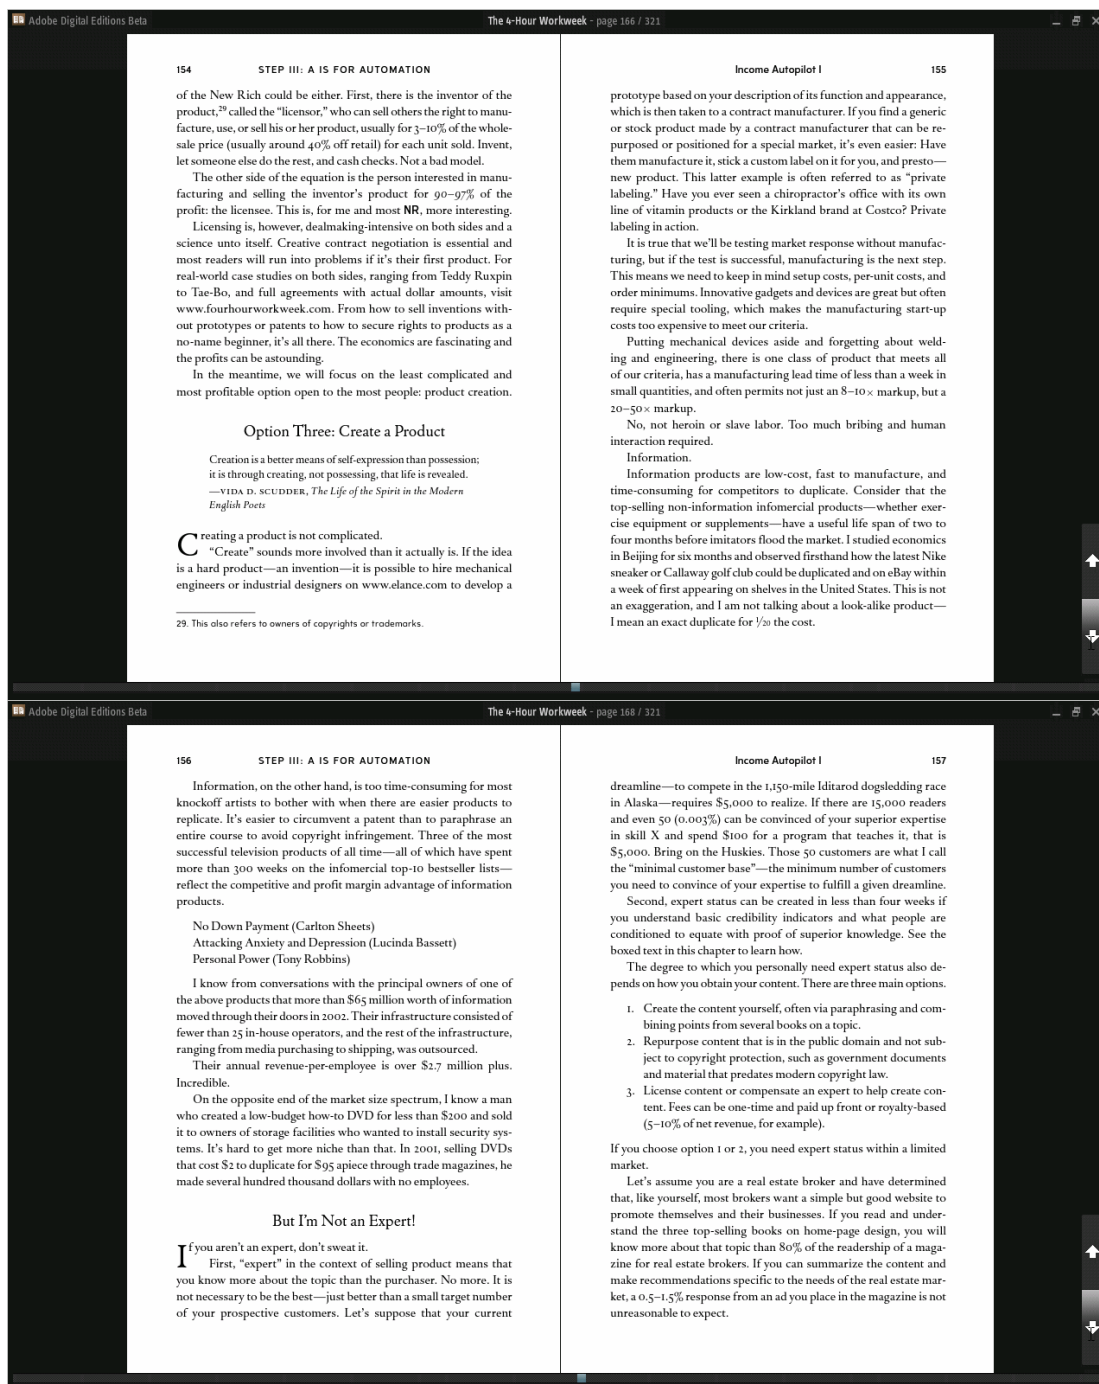 Adobe Digital Editions Beta
The 4-Hour Workweek - page 166 / 321
154 STEP III: A IS FOR AUTOMATION
of the New Rich could be either. First, there is the inventor of the
product,29 called the “licensor,” who can sell others the right to manu-
facture, use, or sell his or her product, usually for 3–10% of the whole-
sale price (usually around 40% off retail) for each unit sold. Invent,
let someone else do the rest, and cash checks. Not a bad model.
The other side of the equation is the person interested in manu-
facturing and selling the inventor’s product for 90–97% of the
profit: the licensee. This is, for me and most NR, more interesting.
Licensing is, however, dealmaking-intensive on both sides and a
science unto itself. Creative contract negotiation is essential and
most readers will run into problems if it’s their first product. For
real-world case studies on both sides, ranging from Teddy Ruxpin
to Tae-Bo, and full agreements with actual dollar amounts, visit
www.fourhourworkweek.com. From how to sell inventions with-
out prototypes or patents to how to secure rights to products as a
no-name beginner, it’s all there. The economics are fascinating and
the profits can be astounding.
In the meantime, we will focus on the least complicated and
most profitable option open to the most people: product creation.
Option Three: Create a Product
Creation is a better means of self-expression than possession;
it is through creating, not possessing, that life is revealed.
—VIDA D. SCUDDER, The Life of the Spirit in the Modern
English Poets
Creating a product is not complicated.
“Create” sounds more involved than it actually is. If the idea
is a hard product—an invention—it is possible to hire mechanical
engineers or industrial designers on www.elance.com to develop a
29. This also refers to owners of copyrights or trademarks.
Income Autopilot I 155
prototype based on your description of its function and appearance,
which is then taken to a contract manufacturer. If you find a generic
or stock product made by a contract manufacturer that can be re-
purposed or positioned for a special market, it’s even easier: Have
them manufacture it, stick a custom label on it for you, and presto—
new product. This latter example is often referred to as “private
labeling.” Have you ever seen a chiropractor’s office with its own
line of vitamin products or the Kirkland brand at Costco? Private
labeling in action.
It is true that we’ll be testing market response without manufac-
turing, but if the test is successful, manufacturing is the next step.
This means we need to keep in mind setup costs, per-unit costs, and
order minimums. Innovative gadgets and devices are great but often
require special tooling, which makes the manufacturing start-up
costs too expensive to meet our criteria.
Putting mechanical devices aside and forgetting about weld-
ing and engineering, there is one class of product that meets all
of our criteria, has a manufacturing lead time of less than a week in
small quantities, and often permits not just an 8–10× markup, but a
20–50× markup.
No, not heroin or slave labor. Too much bribing and human
interaction required.
Information.
Information products are low-cost, fast to manufacture, and
time-consuming for competitors to duplicate. Consider that the
top-selling non-information infomercial products—whether exer-
cise equipment or supplements—have a useful life span of two to
four months before imitators flood the market. I studied economics
in Beijing for six months and observed firsthand how the latest Nike
sneaker or Callaway golf club could be duplicated and on eBay within
a week of first appearing on shelves in the United States. This is not
an exaggeration, and I am not talking about a look-alike product—
I mean an exact duplicate for 1/20 the cost.
Adobe Digital Editions Beta
The 4-Hour Workweek - page 168 / 321
156 STEP III: A IS FOR AUTOMATION
Information, on the other hand, is too time-consuming for most
knockoff artists to bother with when there are easier products to
replicate. It’s easier to circumvent a patent than to paraphrase an
entire course to avoid copyright infringement. Three of the most
successful television products of all time—all of which have spent
more than 300 weeks on the infomercial top-10 bestseller lists—
reflect the competitive and profit margin advantage of information
products.
No Down Payment (Carlton Sheets)
Attacking Anxiety and Depression (Lucinda Bassett)
Personal Power (Tony Robbins)
I know from conversations with the principal owners of one of
the above products that more than $65 million worth of information
moved through their doors in 2002. Their infrastructure consisted of
fewer than 25 in-house operators, and the rest of the infrastructure,
ranging from media purchasing to shipping, was outsourced.
Their annual revenue-per-employee is over $2.7 million plus.
Incredible.
On the opposite end of the market size spectrum, I know a man
who created a low-budget how-to DVD for less than $200 and sold
it to owners of storage facilities who wanted to install security sys-
tems. It’s hard to get more niche than that. In 2001, selling DVDs
that cost $2 to duplicate for $95 apiece through trade magazines, he
made several hundred thousand dollars with no employees.
But I’m Not an Expert!
If you aren’t an expert, don’t sweat it.
First, “expert” in the context of selling product means that
you know more about the topic than the purchaser. No more. It is
not necessary to be the best—just better than a small target number
of your prospective customers. Let’s suppose that your current
Income Autopilot I 157
dreamline—to compete in the 1,150-mile Iditarod dogsledding race
in Alaska—requires $5,000 to realize. If there are 15,000 readers
and even 50 (0.003%) can be convinced of your superior expertise
in skill X and spend $100 for a program that teaches it, that is
$5,000. Bring on the Huskies. Those 50 customers are what I call
the “minimal customer base”—the minimum number of customers
you need to convince of your expertise to fulfill a given dreamline.
Second, expert status can be created in less than four weeks if
you understand basic credibility indicators and what people are
conditioned to equate with proof of superior knowledge. See the
boxed text in this chapter to learn how.
The degree to which you personally need expert status also de-
pends on how you obtain your content. There are three main options.
1. Create the content yourself, often via paraphrasing and com-
bining points from several books on a topic.
2. Repurpose content that is in the public domain and not sub-
ject to copyright protection, such as government documents
and material that predates modern copyright law.
3. License content or compensate an expert to help create con-
tent. Fees can be one-time and paid up front or royalty-based
(5–10% of net revenue, for example).
If you choose option 1 or 2, you need expert status within a limited
market.
Let’s assume you are a real estate broker and have determined
that, like yourself, most brokers want a simple but good website to
promote themselves and their businesses. If you read and under-
stand the three top-selling books on home-page design, you will
know more about that topic than 80% of the readership of a maga-
zine for real estate brokers. If you can summarize the content and
make recommendations specific to the needs of the real estate mar-
ket, a 0.5–1.5% response from an ad you place in the magazine is not
unreasonable to expect.